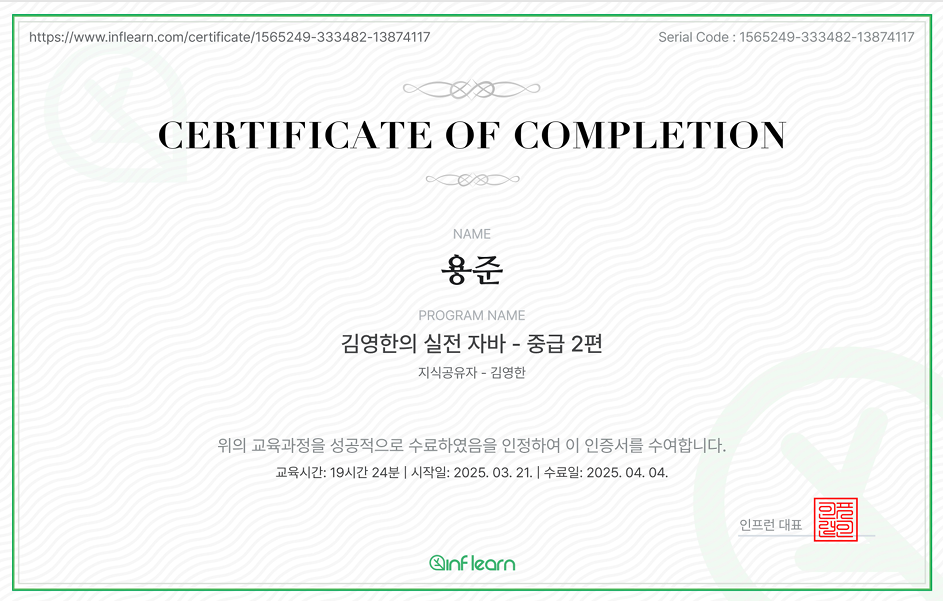 https://www.inflearn.com/certificate/1565249-333482-13874117
Serial Code : 1565249-333482-13874117
CERTIFICATE OF COMPLETION
NAME
용준
PROGRAM NAME
김영한의 실전 자바 - 중급 2편
지식공유자 - 김영한
위의 교육과정을 성공적으로 수료하였음을 인정하여 이 인증서를 수여합니다.
교육시간: 19시간 24분 | 시작일: 2025. 03. 21. | 수료일: 2025. 04. 04.
인프런 대표
인프런인
inflearn